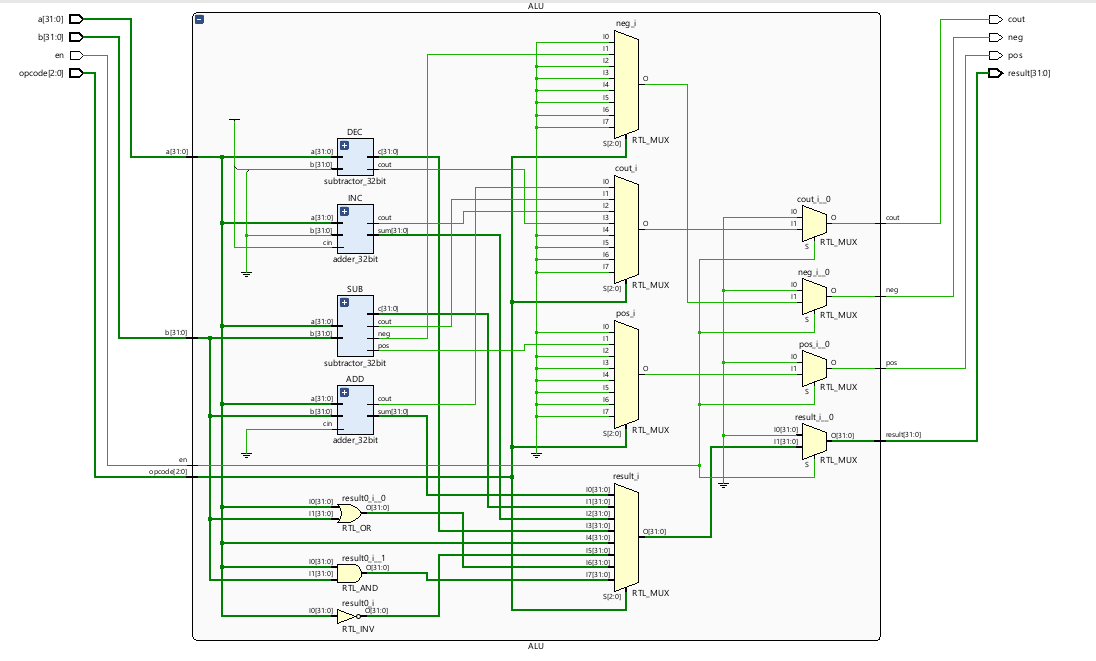 ALU
a[31:0]
b[31:0]
en
opcode[2:0]
cout
neg
pos
result[31:0]
neg_i
I0
I1
I2
I3
I4
I5
I6
I7
S[2:0]
O
RTL_MUX
a[31:0]
DEC
a[31:0]
b[31:0]
c[31:0]
cout
subtractor_32bit
cout_i
I0
I1
I2
I3
I4
I5
I6
I7
S[2:0]
O
RTL_MUX
INC
a[31:0]
b[31:0]
cin
cout
sum[31:0]
adder_32bit
cout_i__0
I0
I1
S
O
RTL_MUX
cout
neg_i__0
I0
I1
S
O
RTL_MUX
neg
SUB
a[31:0]
b[31:0]
c[31:0]
cout
neg
pos
subtractor_32bit
b[31:0]
pos_i
I0
I1
I2
I3
I4
I5
I6
I7
S[2:0]
O
RTL_MUX
pos_i__0
I0
I1
S
O
RTL_MUX
pos
ADD
a[31:0]
b[31:0]
cin
cout
sum[31:0]
adder_32bit
result_i__0
I0[31:0]
I1[31:0]
S
O[31:0]
RTL_MUX
result[31:0]
en
opcode[2:0]
result_i
I0[31:0]
I1[31:0]
I2[31:0]
I3[31:0]
I4[31:0]
I5[31:0]
I6[31:0]
I7[31:0]
S[2:0]
O[31:0]
RTL_MUX
result0_i__0
I0[31:0]
I1[31:0]
O[31:0]
RTL_OR
result0_i__1
I0[31:0]
I1[31:0]
O[31:0]
RTL_AND
result0_i
I0[31:0]
O[31:0]
RTL_INV
ALU